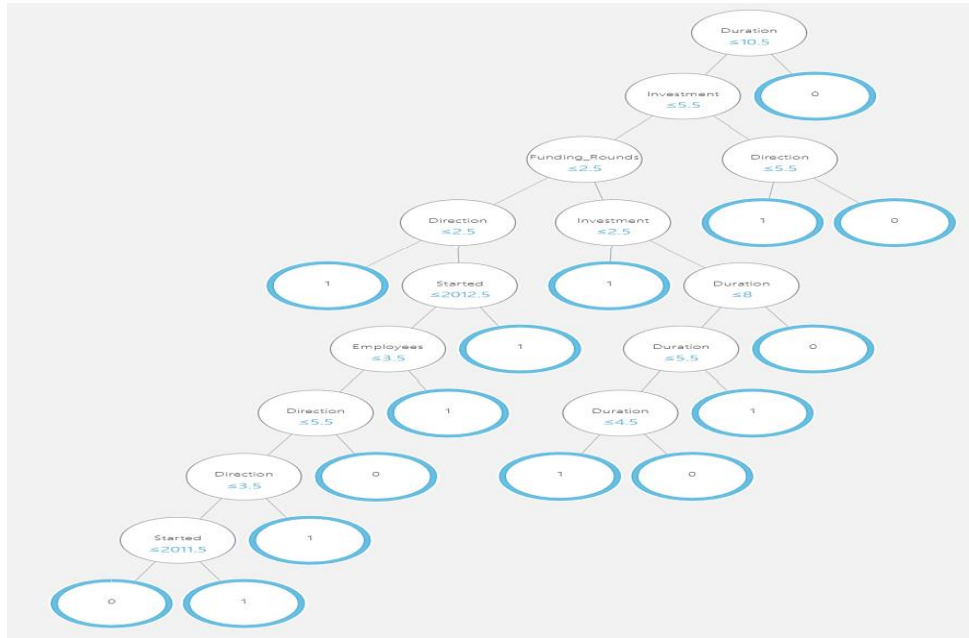 Duration
≤10.5
Investment
≤5.5
0
Funding_Rounds
≤2.5
Direction
≤5.5
Direction
≤2.5
Investment
≤2.5
1
0
1
Started
≤2012.5
1
Duration
≤8
Employees
≤3.5
1
Duration
≤5.5
0
Direction
≤5.5
1
Duration
≤4.5
1
Direction
≤3.5
0
1
0
Started
≤2011.5
1
0
1